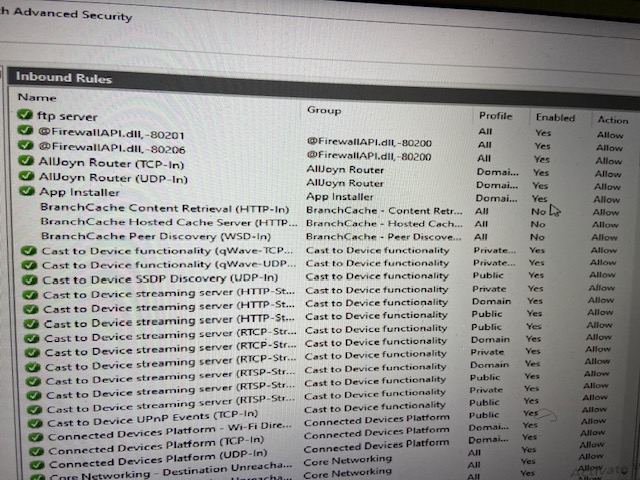 h Advanced Security
Inbound Rules
Name Group Profile Enabled Action
ftp server All Yes Allow
@FirewallAPI.dll,-80201 @FirewallAPI.dll,-80200 All Yes Allow
@FirewallAPI.dll,-80206 @FirewallAPI.dll,-80200 All Yes Allow
AllJoyn Router (TCP-In) AllJoyn Router Domai... Yes Allow
AllJoyn Router (UDP-In) AllJoyn Router Domai... Yes Allow
App Installer App Installer Domai... Yes Allow
BranchCache Content Retrieval (HTTP-In) BranchCache - Content Retr... All No Allow
BranchCache Hosted Cache Server (HTTP... BranchCache - Hosted Cach... All No Allow
BranchCache Peer Discovery (WSD-In) BranchCache - Peer Discove... All No Allow
Cast to Device functionality (qWave-TCP... Cast to Device functionality Private... Yes Allow
Cast to Device functionality (qWave-UDP... Cast to Device functionality Private... Yes Allow
Cast to Device SSDP Discovery (UDP-In) Cast to Device functionality Public Yes Allow
Cast to Device streaming server (HTTP-St... Cast to Device functionality Private Yes Allow
Cast to Device streaming server (HTTP-St... Cast to Device functionality Domain Yes Allow
Cast to Device streaming server (HTTP-St... Cast to Device functionality Public Yes Allow
Cast to Device streaming server (RTCP-Str... Cast to Device functionality Public Yes Allow
Cast to Device streaming server (RTCP-Str... Cast to Device functionality Domain Yes Allow
Cast to Device streaming server (RTCP-Str... Cast to Device functionality Private Yes Allow
Cast to Device streaming server (RTSP-Str... Cast to Device functionality Domain Yes Allow
Cast to Device streaming server (RTSP-Str... Cast to Device functionality Public Yes Allow
Cast to Device streaming server (RTSP-Str... Cast to Device functionality Private Yes Allow
Cast to Device UPnP Events (TCP-In) Cast to Device functionality Public Yes Allow
Connected Devices Platform - Wi-Fi Dire... Connected Devices Platform Public Yes Allow
Connected Devices Platform (TCP-In) Connected Devices Platform Domai... Yes Allow
Connected Devices Platform (UDP-In) Connected Devices Platform Domai... Yes Allow
Core Networking - Destination Unreacha... Core Networking All Yes Allow
Core Networking All Yes
Activate